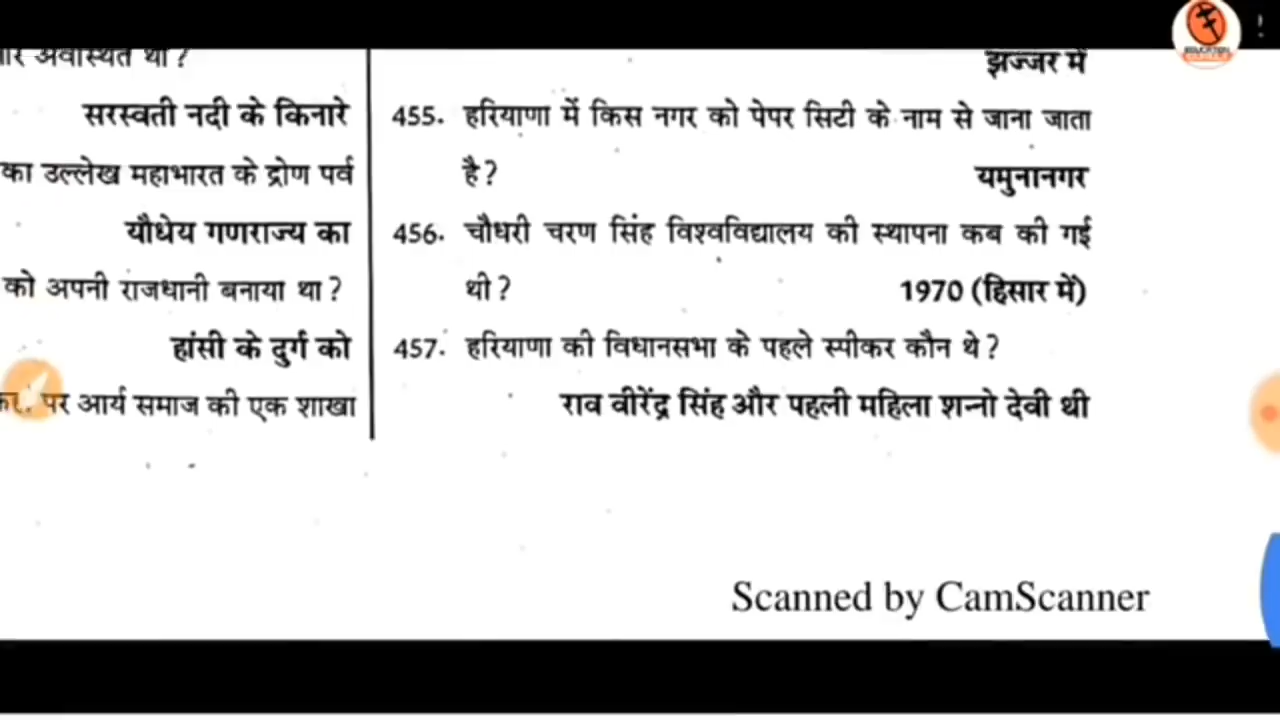 अवस्थित था?
सरस्वती नदी के किनारे
का उल्लेख महाभारत के द्रोण पर्व
यौधेय गणराज्य का
को अपनी राजधानी बनाया था?
हांसी के दुर्ग को
पर आर्य समाज की एक शाखा
झज्जर में
455. हरियाणा में किस नगर को पेपर सिटी के नाम से जाना जाता
है? यमुनानगर
456. चौधरी चरण सिंह विश्वविद्यालय की स्थापना कब की गई
थी? 1970 (हिसार में)
457. हरियाणा की विधानसभा के पहले स्पीकर कौन थे?
राव वीरेंद्र सिंह और पहली महिला शन्नो देवी थी
Scanned by CamScanner
EDUCATION